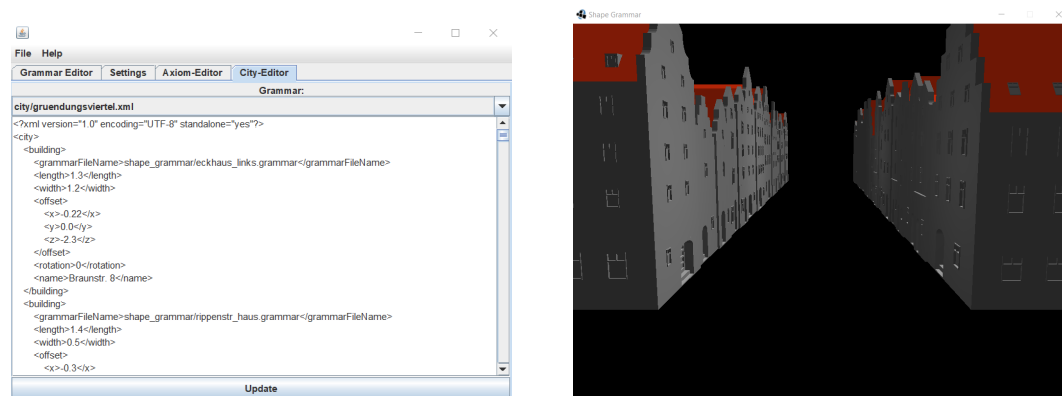 File Help
Grammar Editor Settings Axiom-Editor City-Editor
Grammar:
city/gruendungsviertel.xml
<?xml version="1.0" encoding="UTF-8" standalone="yes"?>
<city>
<building>
<grammarFileName>shape_grammar/eckhaus_links.grammar</grammarFileName>
<length>1.3</length>
<width>1.2</width>
<offset>
<x>-0.22</x>
<y>0.0</y>
<z>-2.3</z>
</offset>
<rotation>0</rotation>
<name>Braunstr. 8</name>
</building>
<building>
<grammarFileName>shape_grammar/rippenstr_haus.grammar</grammarFileName>
<length>1.4</length>
<width>0.5</width>
<offset>
<x>-0.3</x>
Update
Shape Grammar